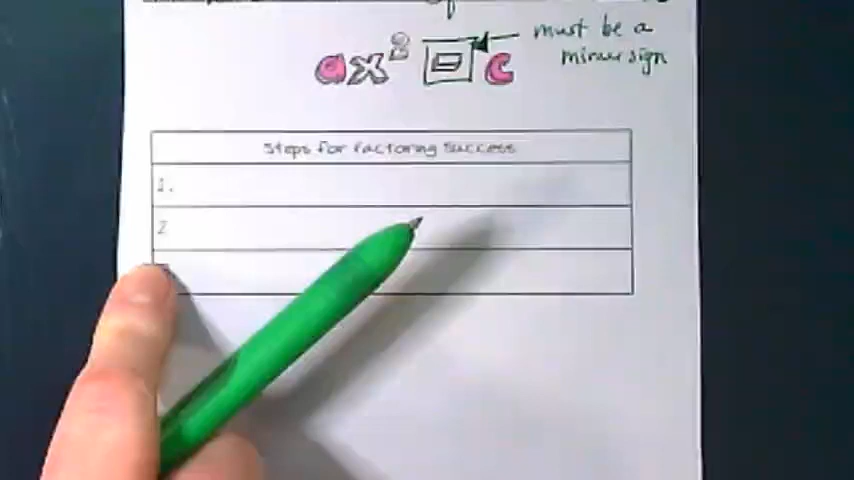 must be a
ax² - c
minus sign
Steps for Factoring Success
1.
2